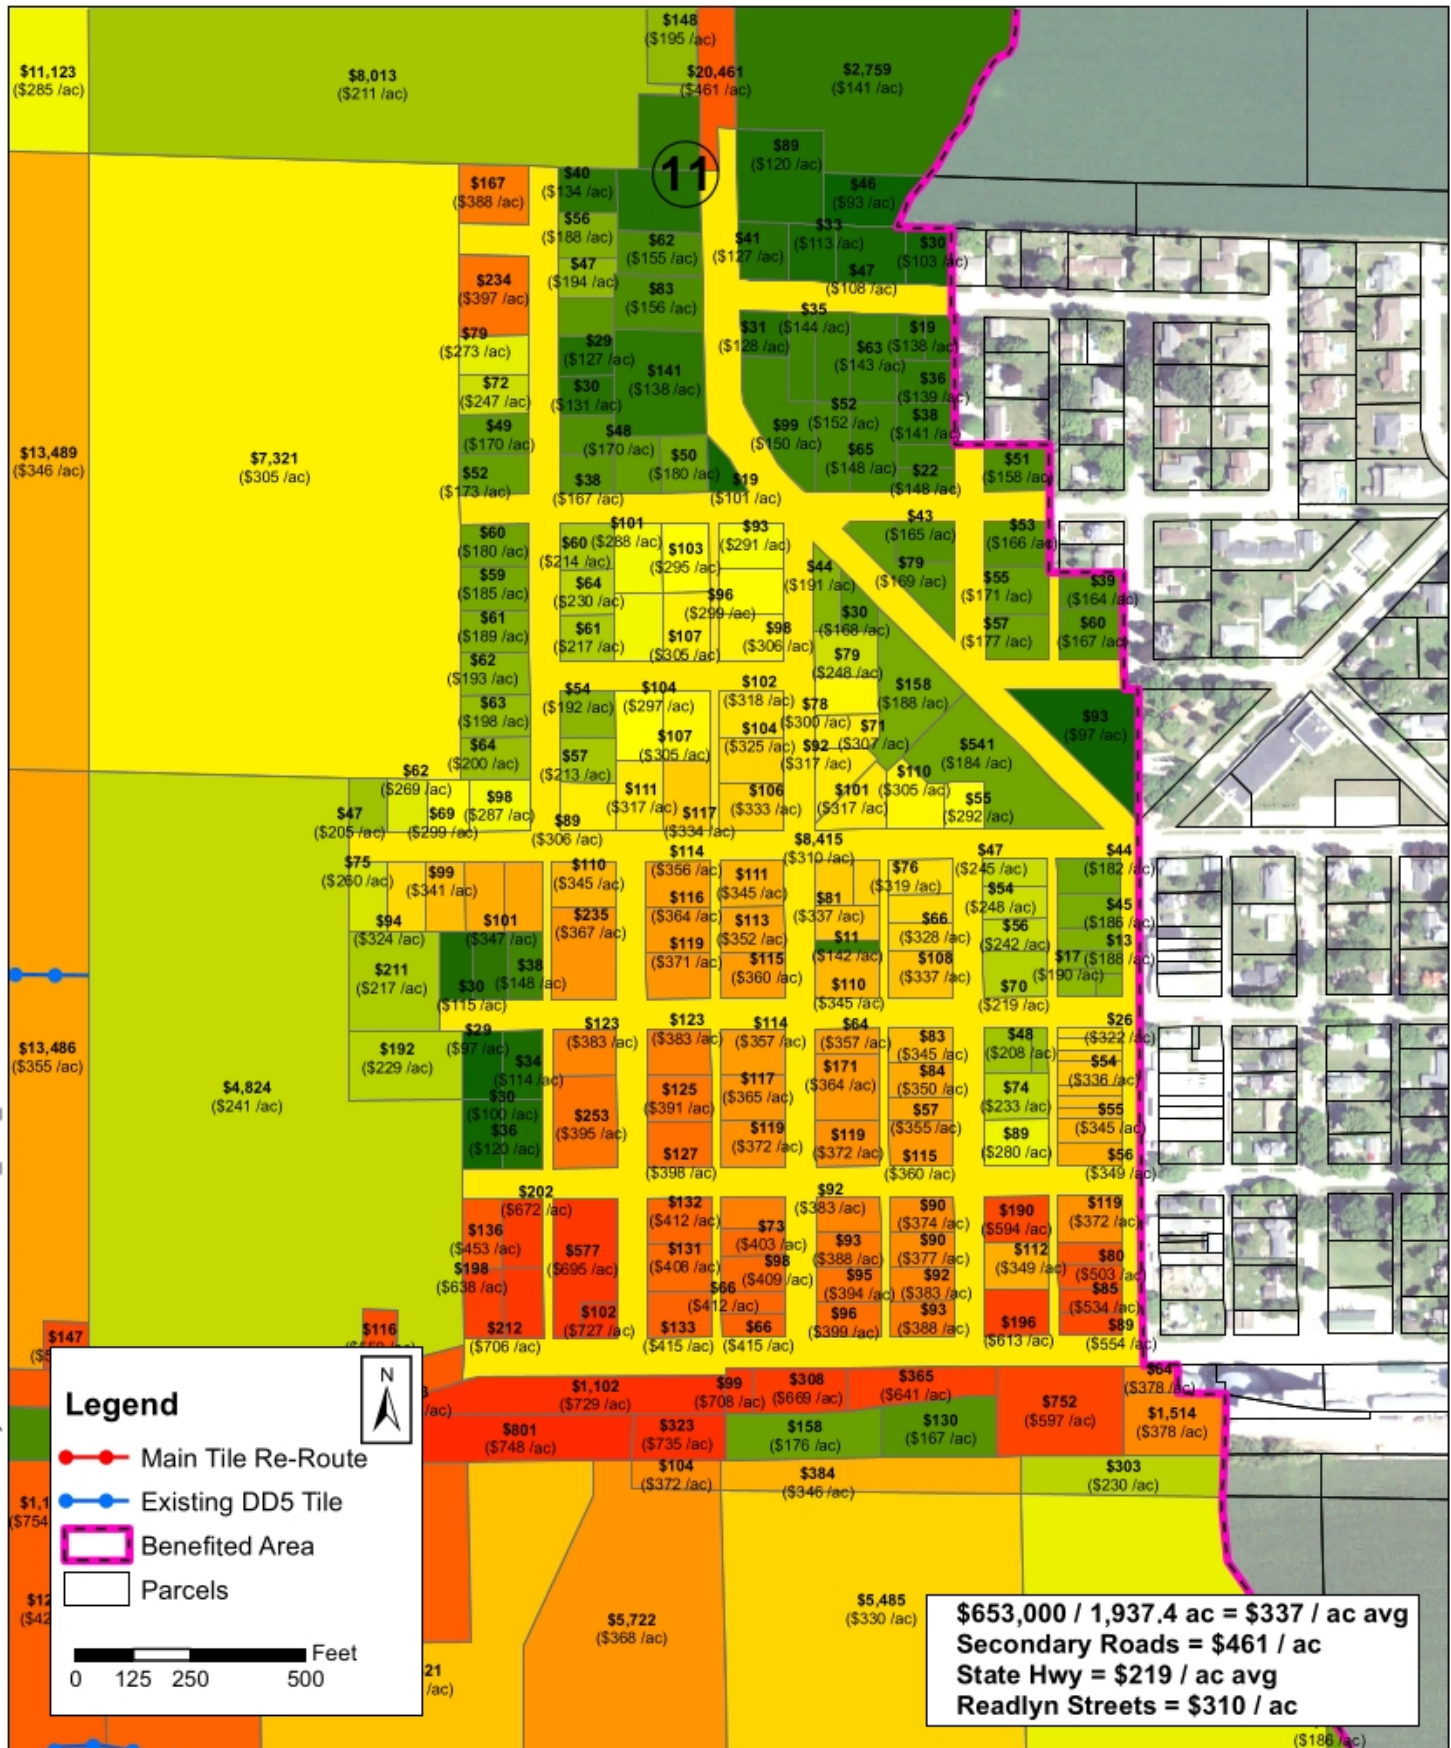 $148
($195 /ac)
$11,123
($285 /ac)
$8,013
($211 /ac)
$20,461
($461 /ac)
$2,759
($141 /ac)
11
$89
($120 /ac)
$46
($93 /ac)
$167
($388 /ac)
$40
($134 /ac)
$56
($188 /ac)
$62
($155 /ac)
$41
($127 /ac)
$33
($113 /ac)
$30
($103 /ac)
$47
($194 /ac)
$47
($108 /ac)
$234
($397 /ac)
$83
($156 /ac)
$35
($144 /ac)
$31
($128 /ac)
$63
($143 /ac)
$19
($138 /ac)
$79
($273 /ac)
$29
($127 /ac)
$141
($138 /ac)
$36
($139 /ac)
$72
($247 /ac)
$30
($131 /ac)
$52
($152 /ac)
$38
($141 /ac)
$49
($170 /ac)
$48
($170 /ac)
$99
($150 /ac)
$13,489
($346 /ac)
$7,321
($305 /ac)
$50
($180 /ac)
$65
($148 /ac)
$51
($158 /ac)
$52
($173 /ac)
$38
($167 /ac)
$19
($101 /ac)
$22
($148 /ac)
$60
($180 /ac)
$60
($214 /ac)
$101
($288 /ac)
$103
($295 /ac)
$93
($291 /ac)
$43
($165 /ac)
$53
($166 /ac)
$59
($185 /ac)
$64
($230 /ac)
$96
($299 /ac)
$44
($191 /ac)
$79
($169 /ac)
$55
($171 /ac)
$39
($164 /ac)
$61
($189 /ac)
$61
($217 /ac)
$107
($305 /ac)
$98
($306 /ac)
$30
($168 /ac)
$57
($177 /ac)
$60
($167 /ac)
$62
($193 /ac)
$79
($248 /ac)
$63
($198 /ac)
$54
($192 /ac)
$104
($297 /ac)
$102
($318 /ac)
$78
($300 /ac)
$158
($188 /ac)
$93
($97 /ac)
$64
($200 /ac)
$57
($213 /ac)
$107
($305 /ac)
$104
($325 /ac)
$92
($317 /ac)
$71
($307 /ac)
$541
($184 /ac)
$62
($269 /ac)
$47
($205 /ac)
$69
($299 /ac)
$98
($287 /ac)
$89
($306 /ac)
$111
($317 /ac)
$117
($334 /ac)
$106
($333 /ac)
$101
($317 /ac)
$110
($305 /ac)
$55
($292 /ac)
$75
($260 /ac)
$99
($341 /ac)
$110
($345 /ac)
$114
($356 /ac)
$111
($345 /ac)
$8,415
($310 /ac)
$76
($319 /ac)
$47
($245 /ac)
$44
($182 /ac)
$94
($324 /ac)
$101
($347 /ac)
$235
($367 /ac)
$116
($364 /ac)
$113
($352 /ac)
$81
($337 /ac)
$66
($328 /ac)
$54
($248 /ac)
$45
($186 /ac)
$211
($217 /ac)
$30
($115 /ac)
$38
($148 /ac)
$119
($371 /ac)
$115
($360 /ac)
$11
($142 /ac)
$108
($337 /ac)
$56
($242 /ac)
$17
($190 /ac)
$13
($188 /ac)
$110
($345 /ac)
$70
($219 /ac)
$13,486
($355 /ac)
$4,824
($241 /ac)
$192
($229 /ac)
$29
($97 /ac)
$34
($114 /ac)
$123
($383 /ac)
$123
($383 /ac)
$114
($357 /ac)
$64
($357 /ac)
$83
($345 /ac)
$48
($208 /ac)
$26
($322 /ac)
$30
($100 /ac)
$253
($395 /ac)
$125
($391 /ac)
$117
($365 /ac)
$171
($364 /ac)
$84
($350 /ac)
$74
($233 /ac)
$54
($336 /ac)
$36
($120 /ac)
$127
($398 /ac)
$119
($372 /ac)
$119
($372 /ac)
$57
($355 /ac)
$89
($280 /ac)
$55
($345 /ac)
$115
($360 /ac)
$56
($349 /ac)
$202
($672 /ac)
$136
($453 /ac)
$577
($695 /ac)
$132
($412 /ac)
$73
($403 /ac)
$92
($383 /ac)
$90
($374 /ac)
$190
($594 /ac)
$119
($372 /ac)
$198
($638 /ac)
$131
($408 /ac)
$98
($409 /ac)
$93
($388 /ac)
$90
($377 /ac)
$112
($349 /ac)
$80
($503 /ac)
$66
($412 /ac)
$95
($394 /ac)
$92
($383 /ac)
$85
($534 /ac)
$212
($706 /ac)
$102
($727 /ac)
$133
($415 /ac)
$66
($415 /ac)
$96
($399 /ac)
$93
($388 /ac)
$196
($613 /ac)
$89
($554 /ac)
$147
$116
$1,102
($729 /ac)
$99
($708 /ac)
$308
($669 /ac)
$365
($641 /ac)
$752
($597 /ac)
$64
($378 /ac)
$1,514
($378 /ac)
$801
($748 /ac)
$323
($735 /ac)
$158
($176 /ac)
$130
($167 /ac)
$104
($372 /ac)
$384
($346 /ac)
$303
($230 /ac)
$5,722
($368 /ac)
$5,485
($330 /ac)
Legend
N
Main Tile Re-Route
Existing DD5 Tile
Benefited Area
Parcels
Feet
0 125 250 500
$653,000 / 1,937.4 ac = $337 / ac avg
Secondary Roads = $461 / ac
State Hwy = $219 / ac avg
Readlyn Streets = $310 / ac
($186 /ac)